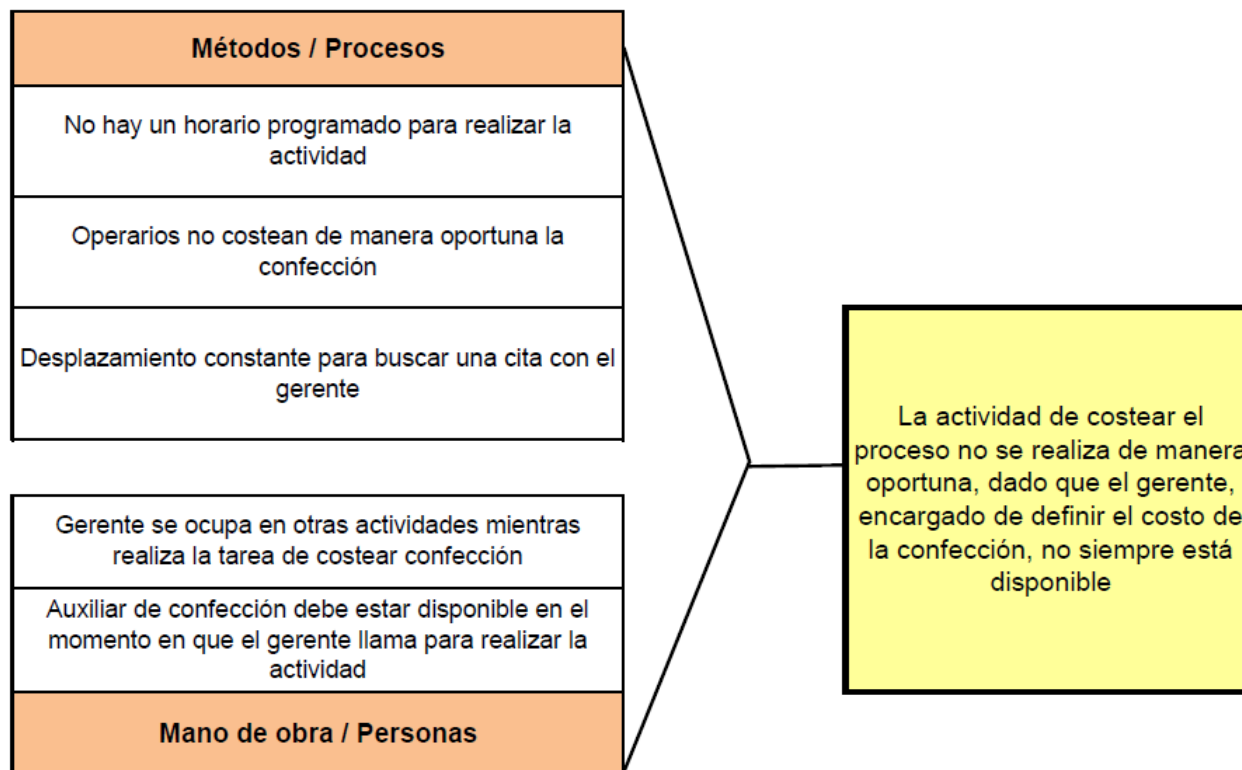 Métodos / Procesos
No hay un horario programado para realizar la
actividad
Operarios no costean de manera oportuna la
confección
Desplazamiento constante para buscar una cita con el
gerente
Gerente se ocupa en otras actividades mientras
realiza la tarea de costear confección
Auxiliar de confección debe estar disponible en el
momento en que el gerente llama para realizar la
actividad
Mano de obra / Personas
La actividad de costear el
proceso no se realiza de manera
oportuna, dado que el gerente,
encargado de definir el costo de
la confección, no siempre está
disponible